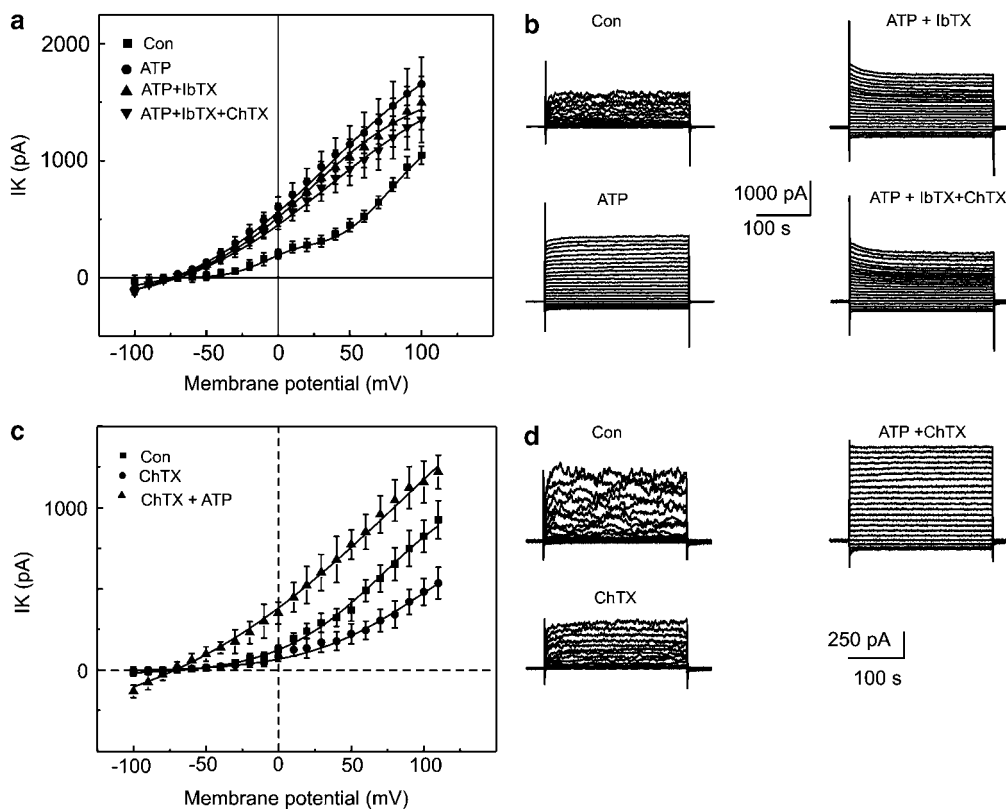 a
2000
1000
0
IK (pA)
Con
ATP
ATP+IbTX
ATP+IbTX+ChTX
-100 -50 0 50 100
Membrane potential (mV)
b
Con
ATP + IbTX
ATP
1000 pA
100 s
ATP + IbTX+ChTX
c
1000
0
IK (pA)
Con
ChTX
ChTX + ATP
-100 -50 0 50 100
Membrane potential (mV)
d
Con
ATP +ChTX
ChTX
250 pA
100 s